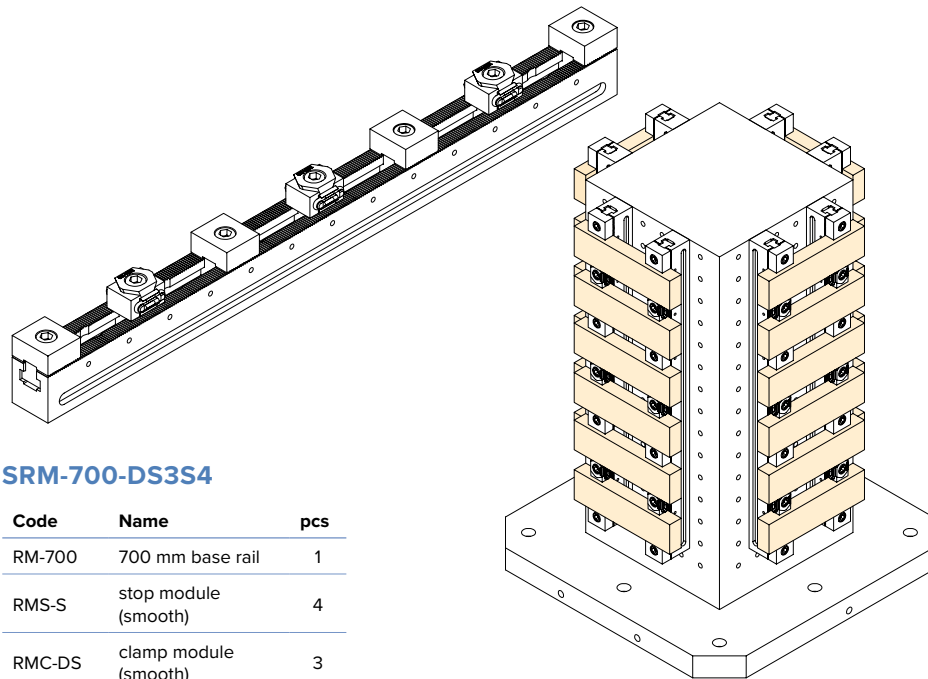 SRM-700-DS3S4
Code Name pcs
RM-700 700 mm base rail 1
RMS-S stop module (smooth) 4
RMC-DS clamp module (smooth) 3